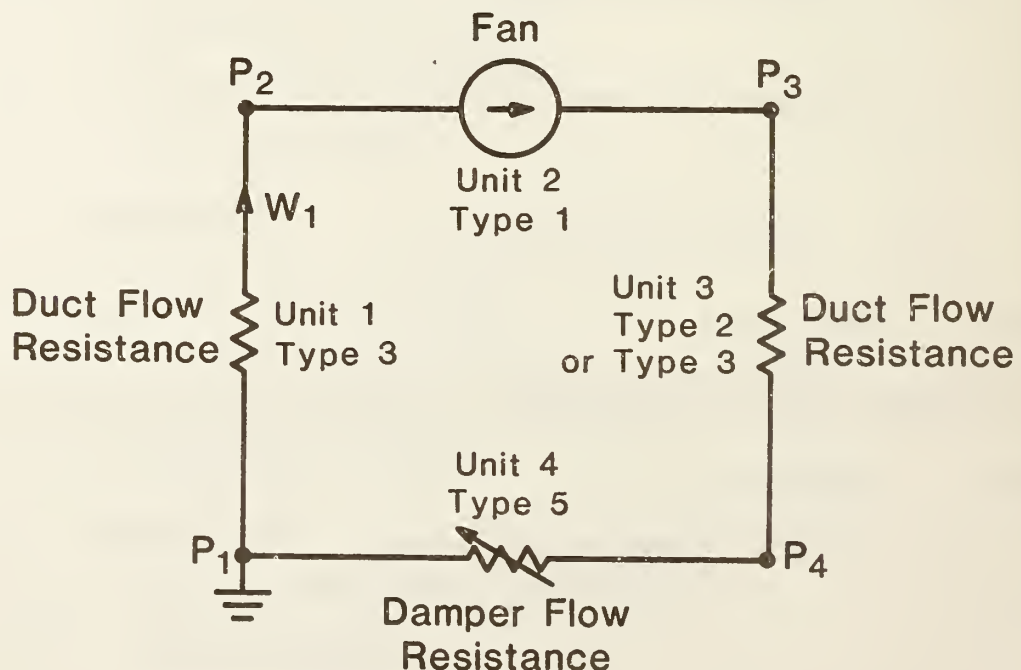 Fan
P2
P3
Unit 2
Type 1
W1
Duct Flow
Resistance
Unit 1
Type 3
Unit 3
Type 2
or Type 3
Duct Flow
Resistance
Unit 4
Type 5
P1
P4
Damper Flow
Resistance